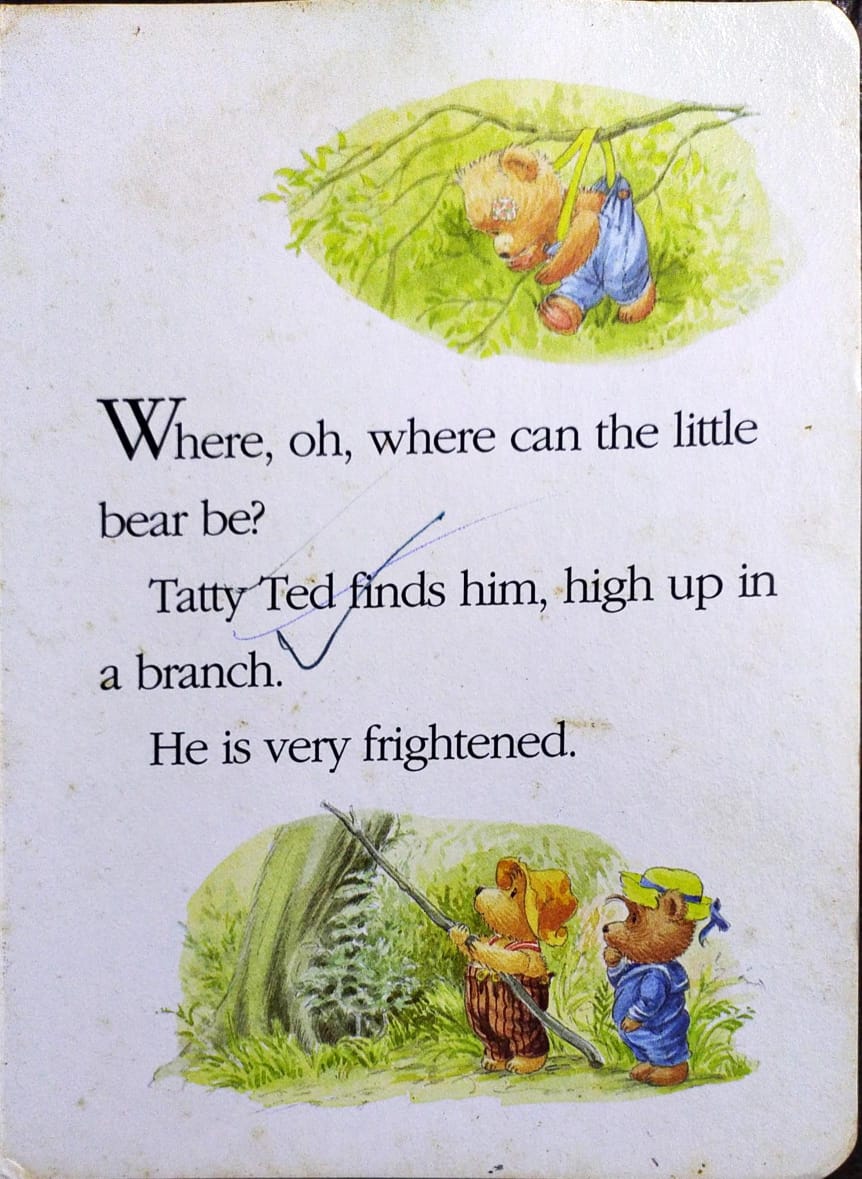 Where, oh, where can the little
bear be?
Tatty Ted finds him, high up in
a branch.
He is very frightened.